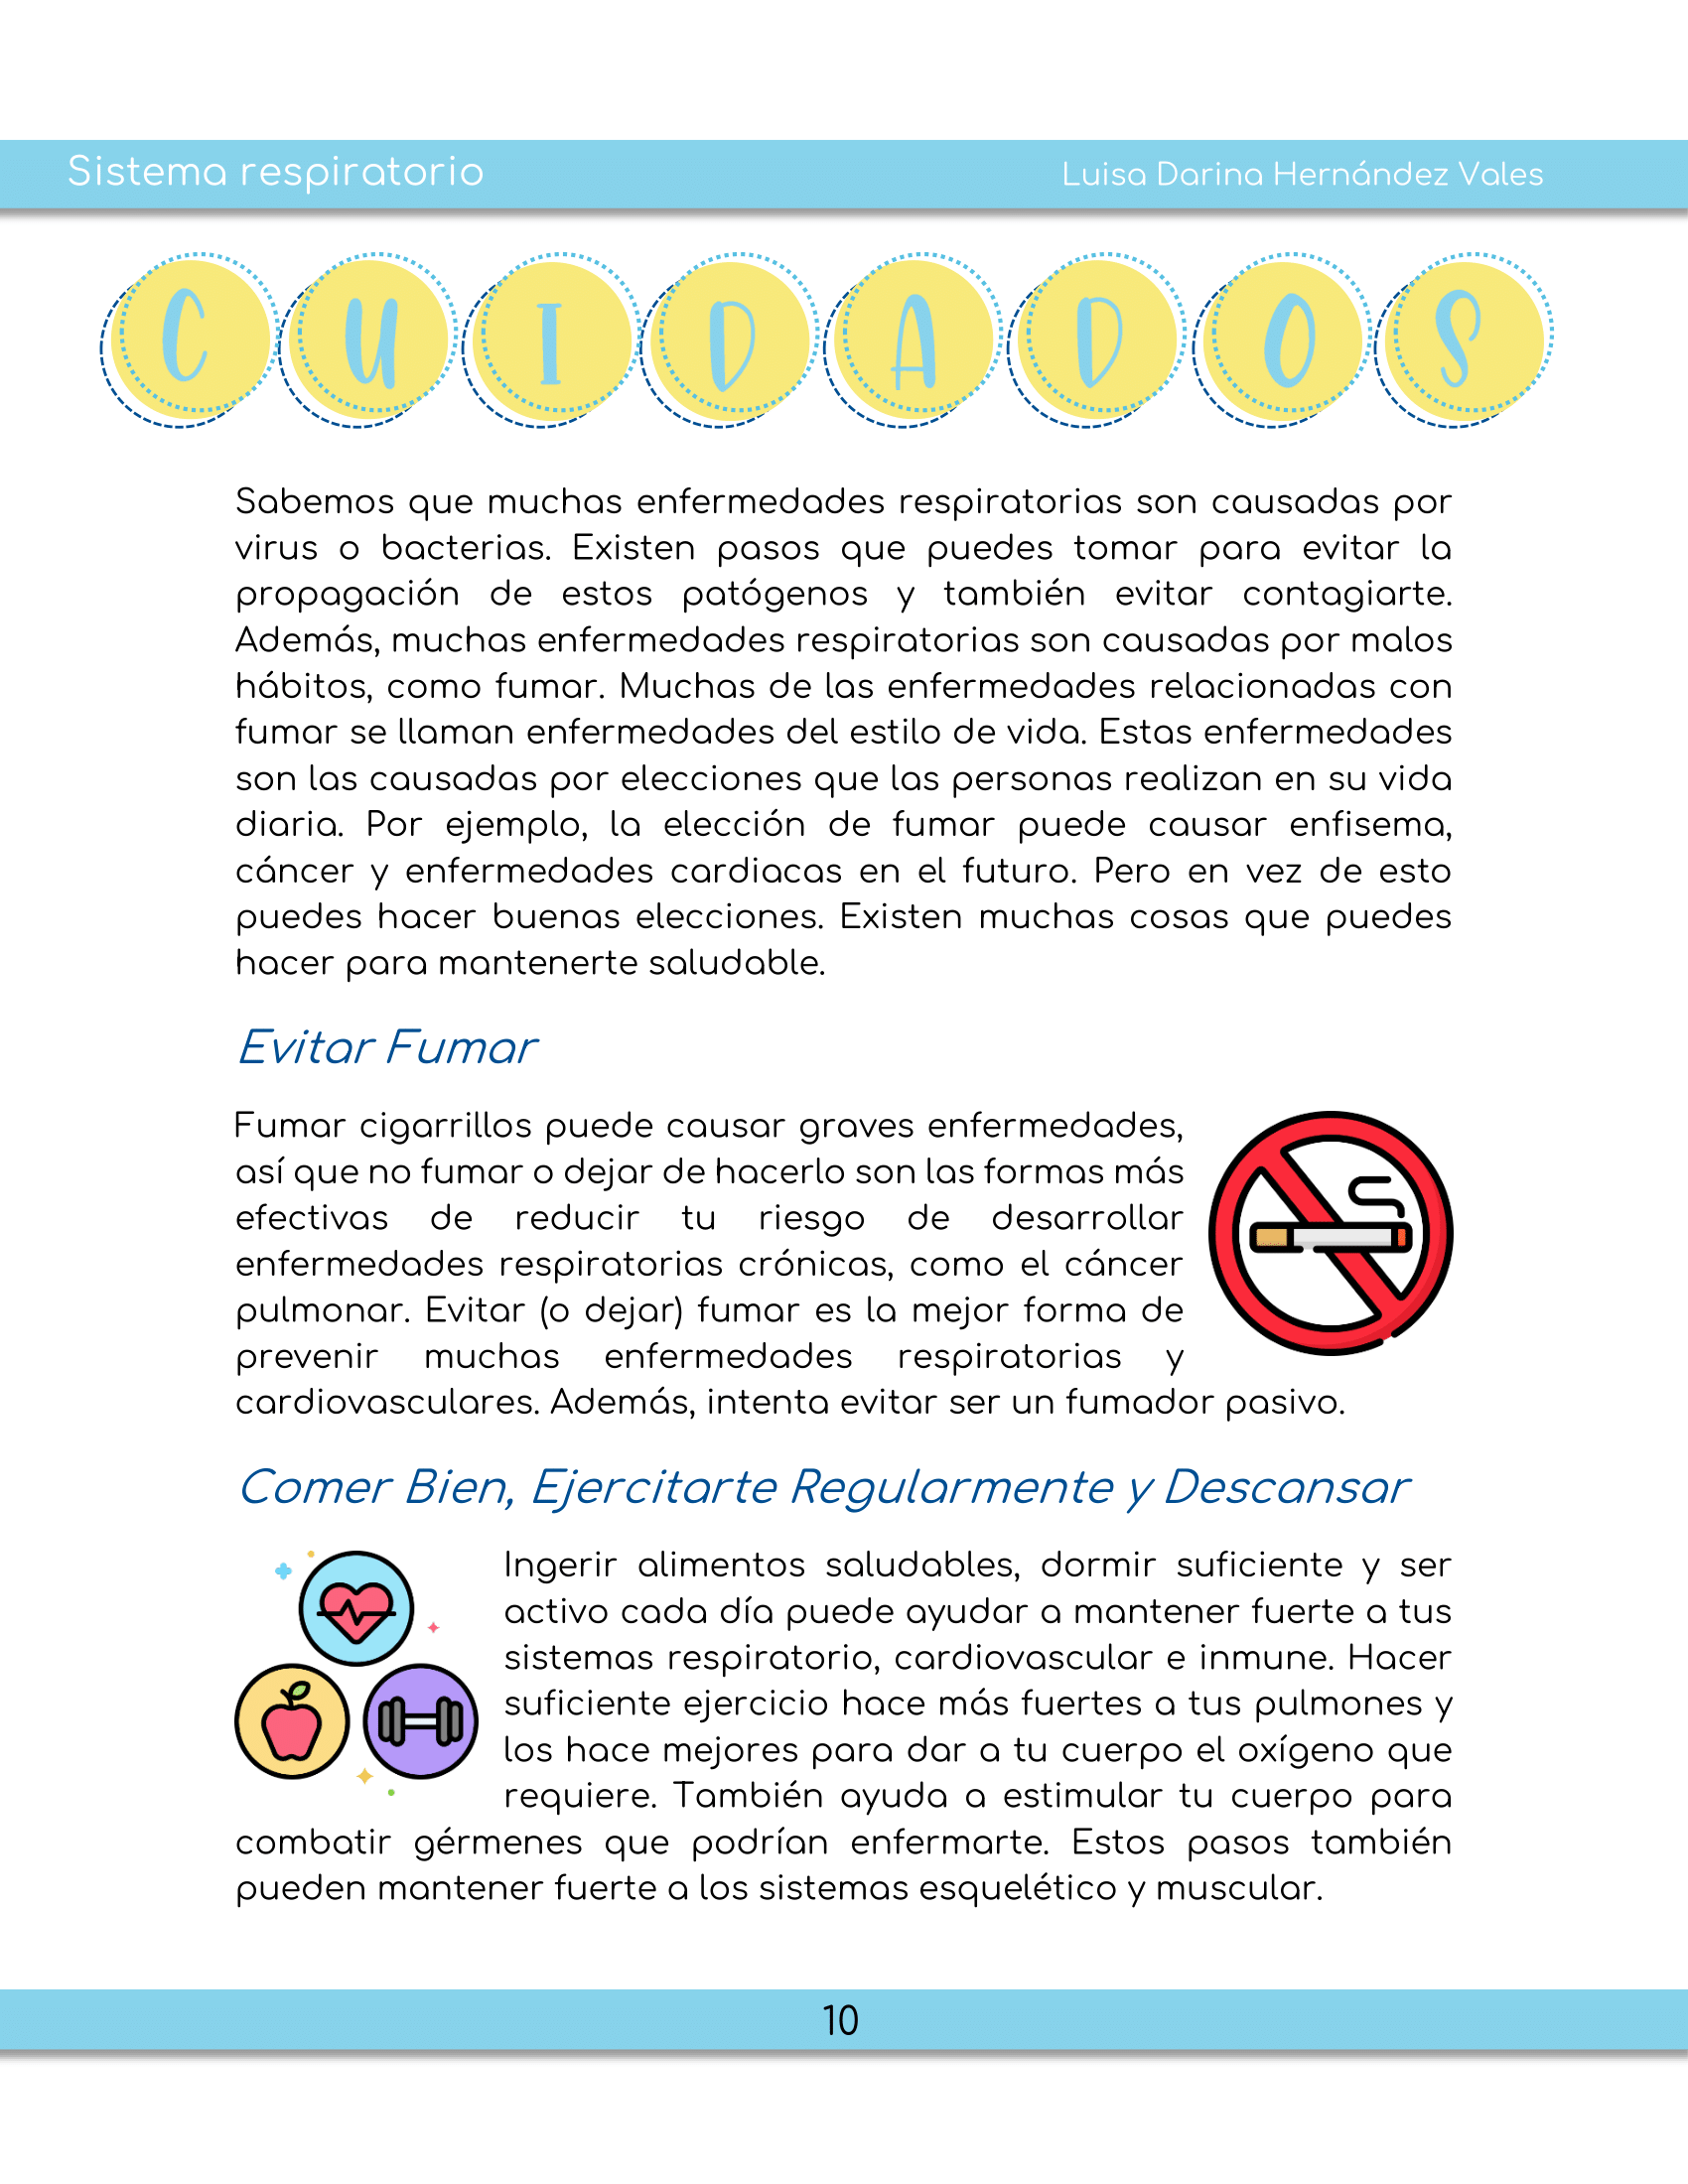 Sistema respiratorio
Luisa Darina Hernández Vales
CUIDADOS
Sabemos que muchas enfermedades respiratorias son causadas por
virus o bacterias. Existen pasos que puedes tomar para evitar la
propagación de estos patógenos y también evitar contagiarte.
Además, muchas enfermedades respiratorias son causadas por malos
hábitos, como fumar. Muchas de las enfermedades relacionadas con
fumar se llaman enfermedades del estilo de vida. Estas enfermedades
son las causadas por elecciones que las personas realizan en su vida
diaria. Por ejemplo, la elección de fumar puede causar enfisema,
cáncer y enfermedades cardiacas en el futuro. Pero en vez de esto
puedes hacer buenas elecciones. Existen muchas cosas que puedes
hacer para mantenerte saludable.
Evitar Fumar
Fumar cigarrillos puede causar graves enfermedades,
así que no fumar o dejar de hacerlo son las formas más
efectivas de reducir tu riesgo de desarrollar
enfermedades respiratorias crónicas, como el cáncer
pulmonar. Evitar (o dejar) fumar es la mejor forma de
prevenir muchas enfermedades respiratorias y
cardiovasculares. Además, intenta evitar ser un fumador pasivo.
Comer Bien, Ejercitarte Regularmente y Descansar
Ingerir alimentos saludables, dormir suficiente y ser
activo cada día puede ayudar a mantener fuerte a tus
sistemas respiratorio, cardiovascular e inmune. Hacer
suficiente ejercicio hace más fuertes a tus pulmones y
los hace mejores para dar a tu cuerpo el oxígeno que
requiere. También ayuda a estimular tu cuerpo para
combatir gérmenes que podrían enfermarte. Estos pasos también
pueden mantener fuerte a los sistemas esquelético y muscular.
10